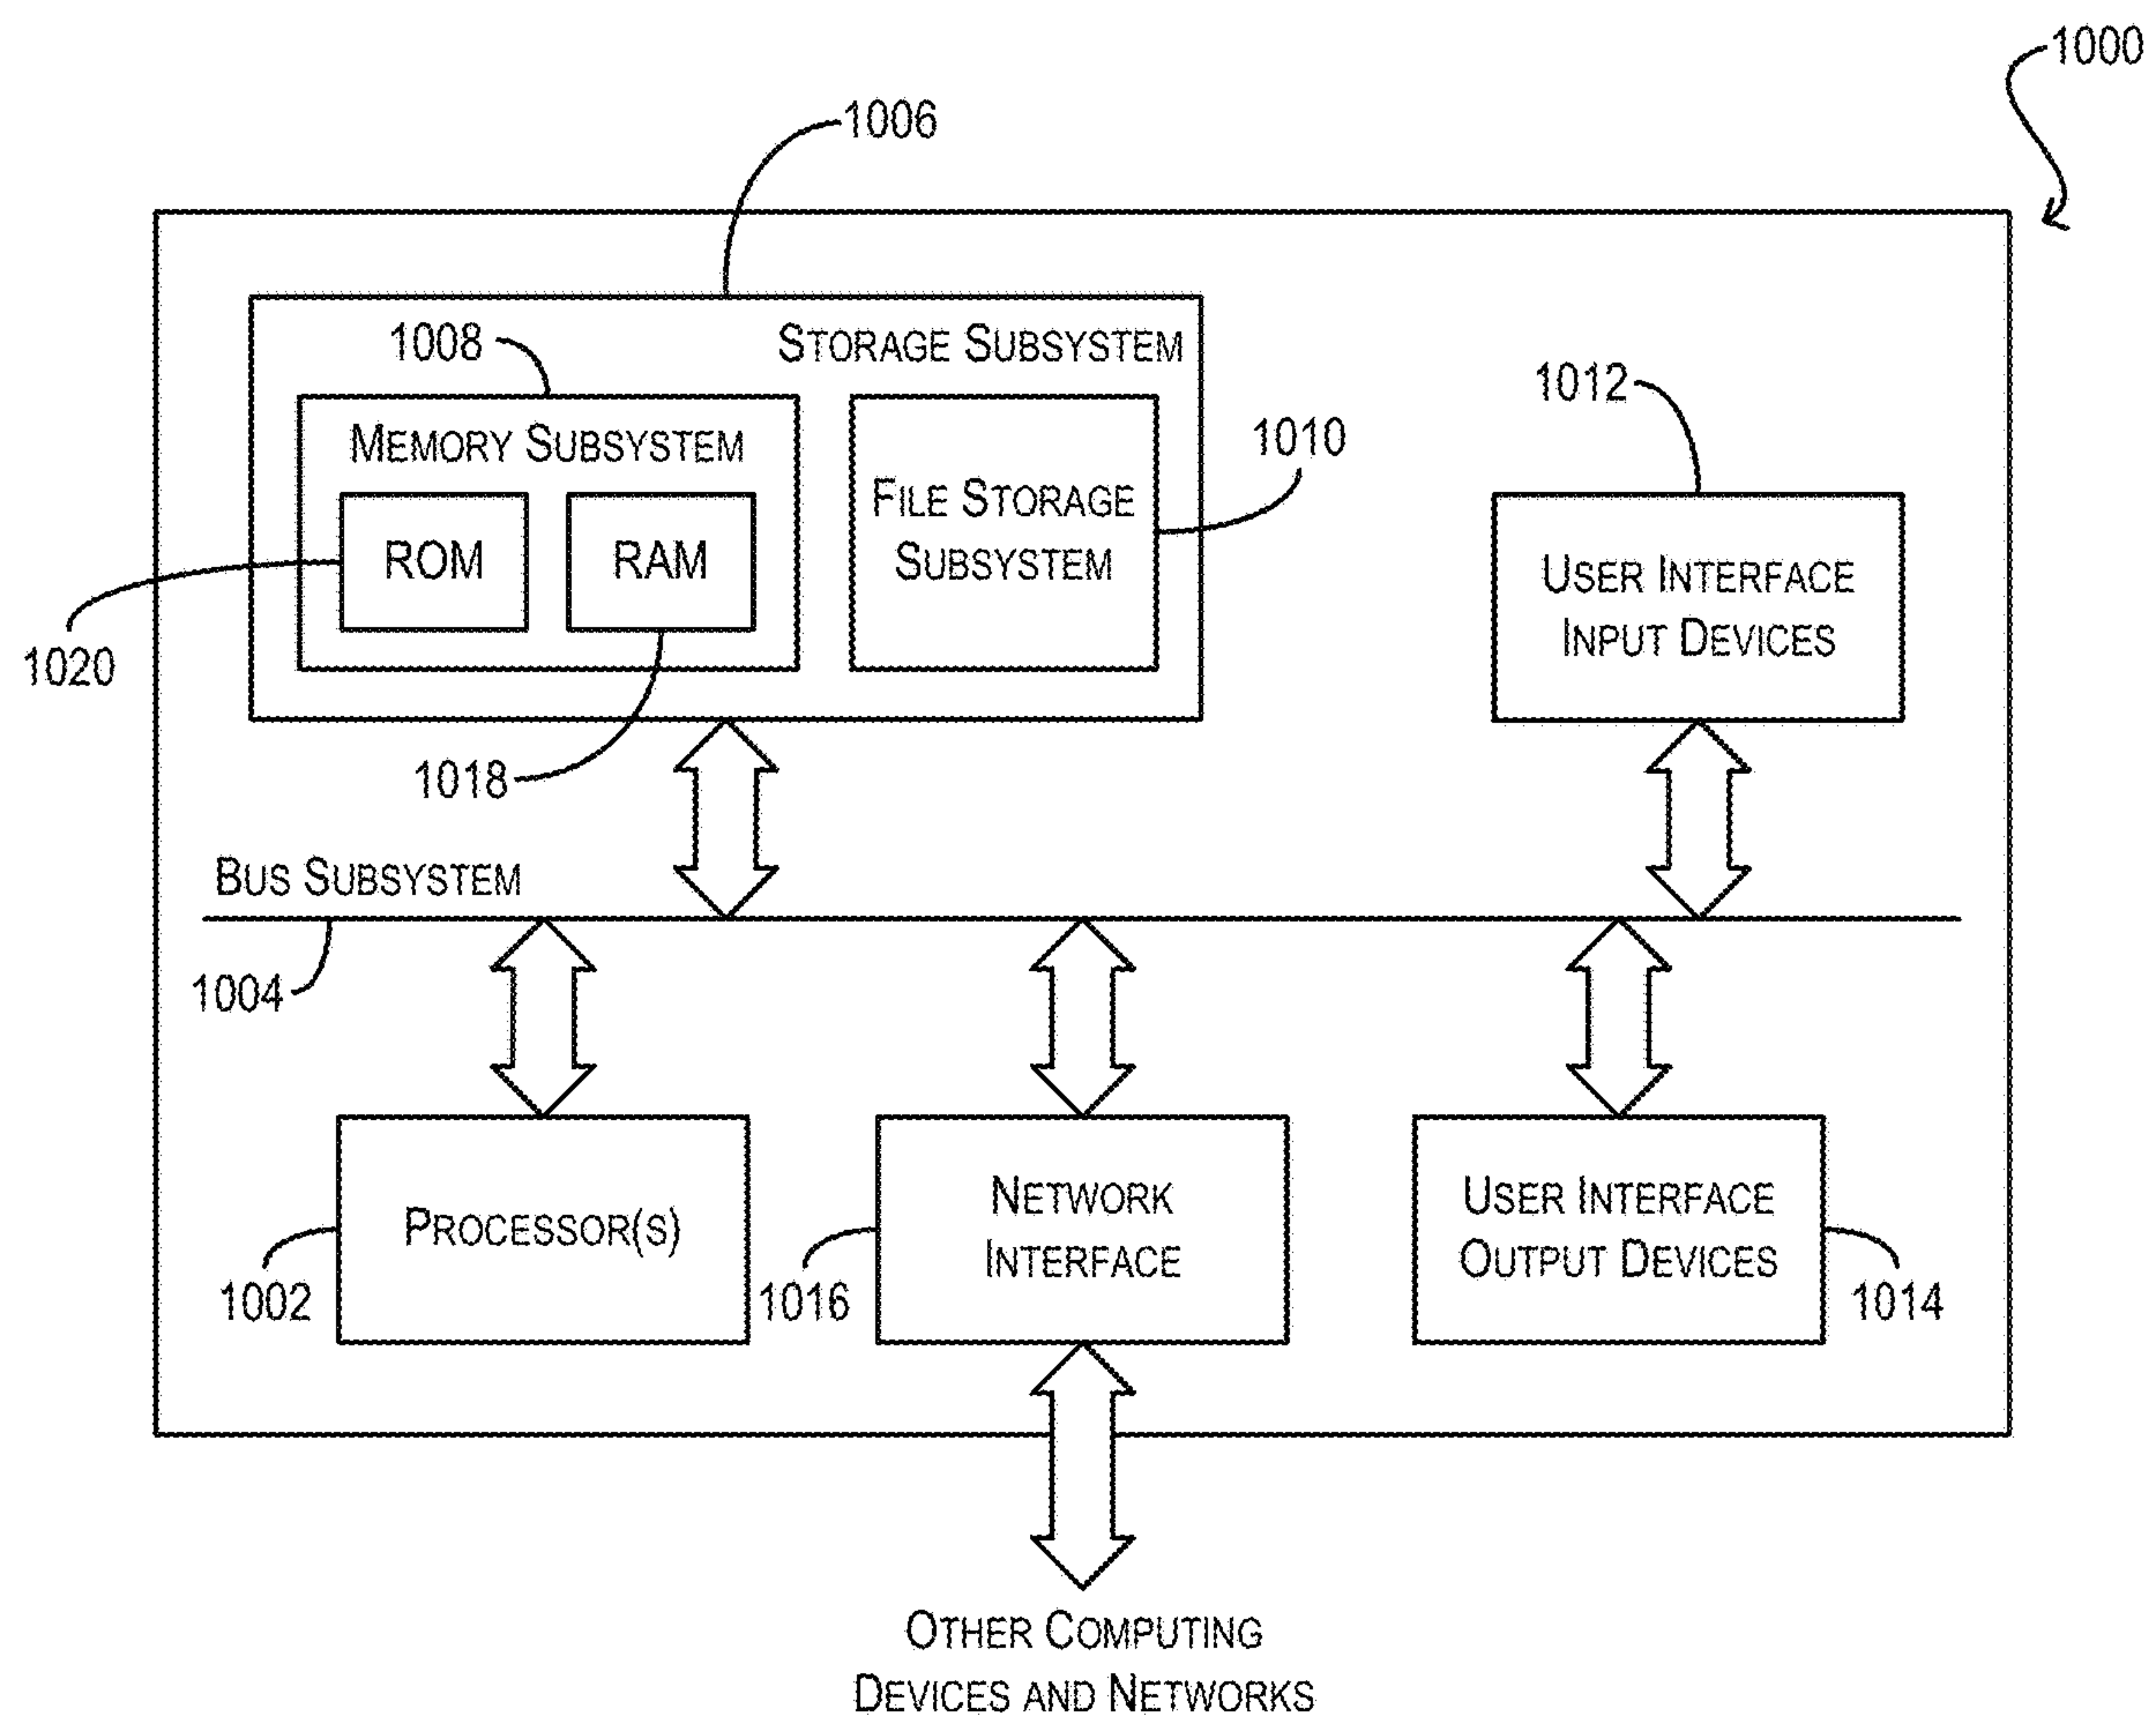 1000
1006
1008
STORAGE SUBSYSTEM
1012
MEMORY SUBSYSTEM
1010
FILE STORAGE
SUBSYSTEM
ROM
RAM
USER INTERFACE
INPUT DEVICES
1020
1018
BUS SUBSYSTEM
1004
PROCESSOR(S)
NETWORK
INTERFACE
USER INTERFACE
OUTPUT DEVICES
1002
1016
1014
OTHER COMPUTING
DEVICES AND NETWORKS